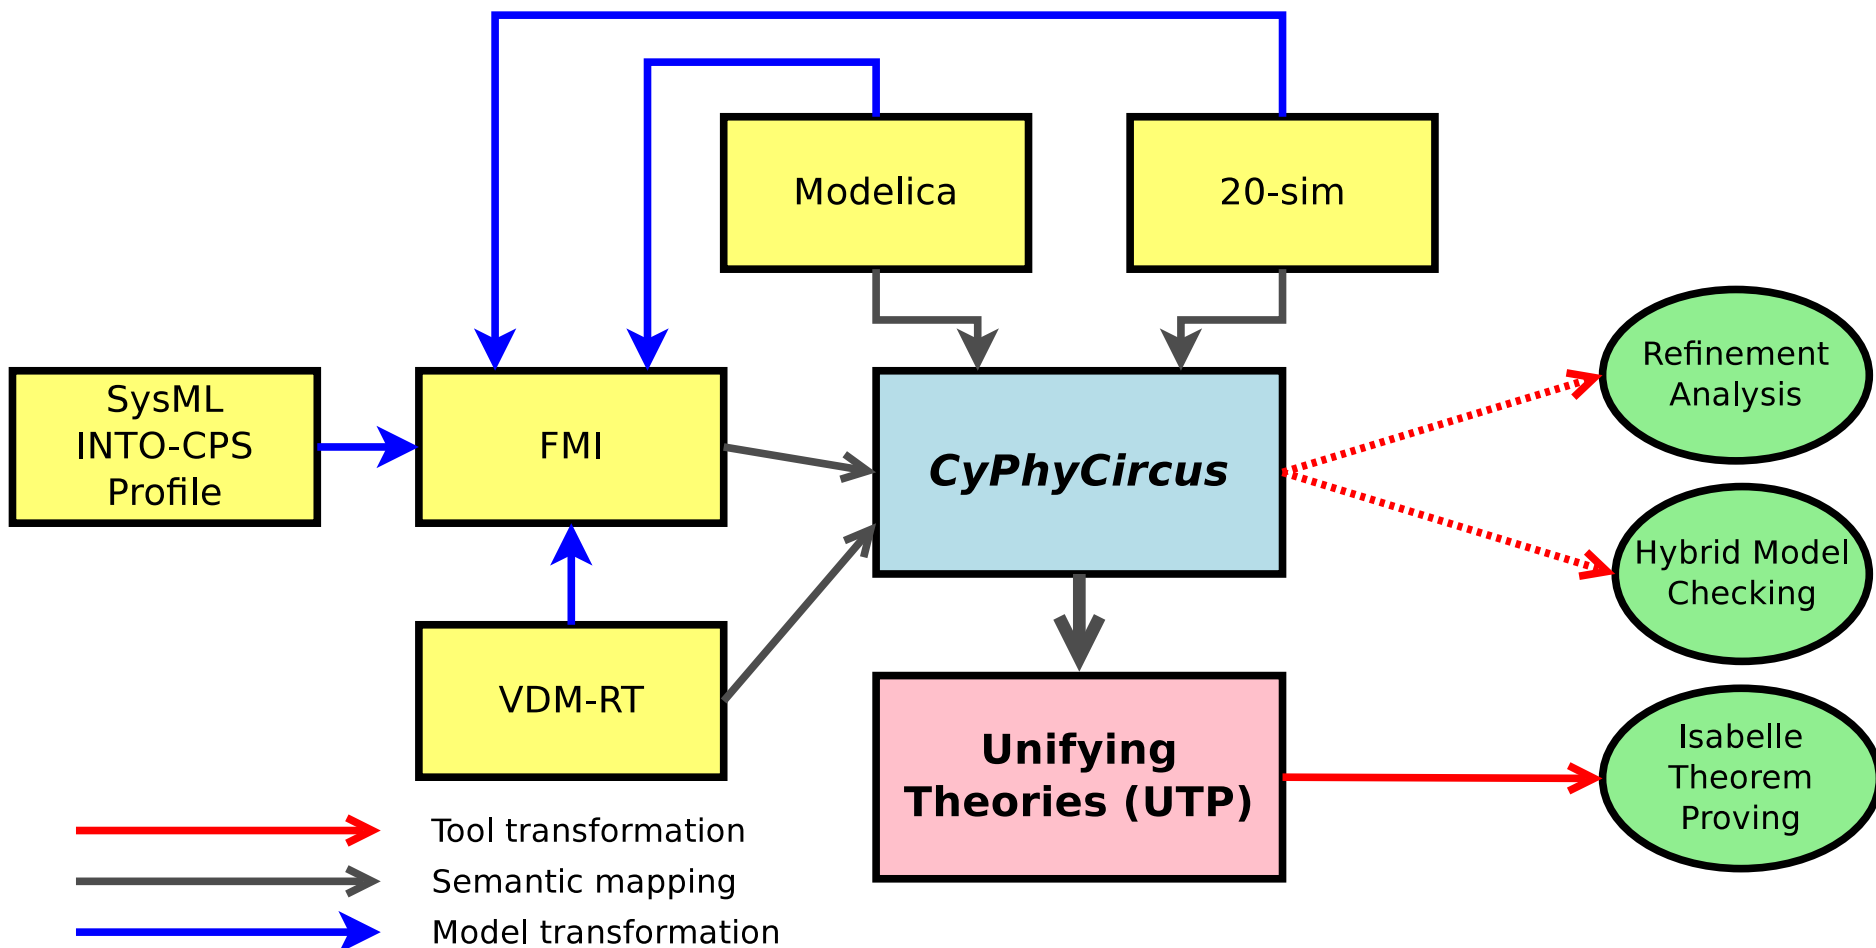 Modelica
20-sim
SysML
INTO-CPS
Profile
FMI
CyPhyCircus
Refinement
Analysis
Hybrid Model
Checking
VDM-RT
Unifying
Theories (UTP)
Isabelle
Theorem
Proving
Tool transformation
Semantic mapping
Model transformation